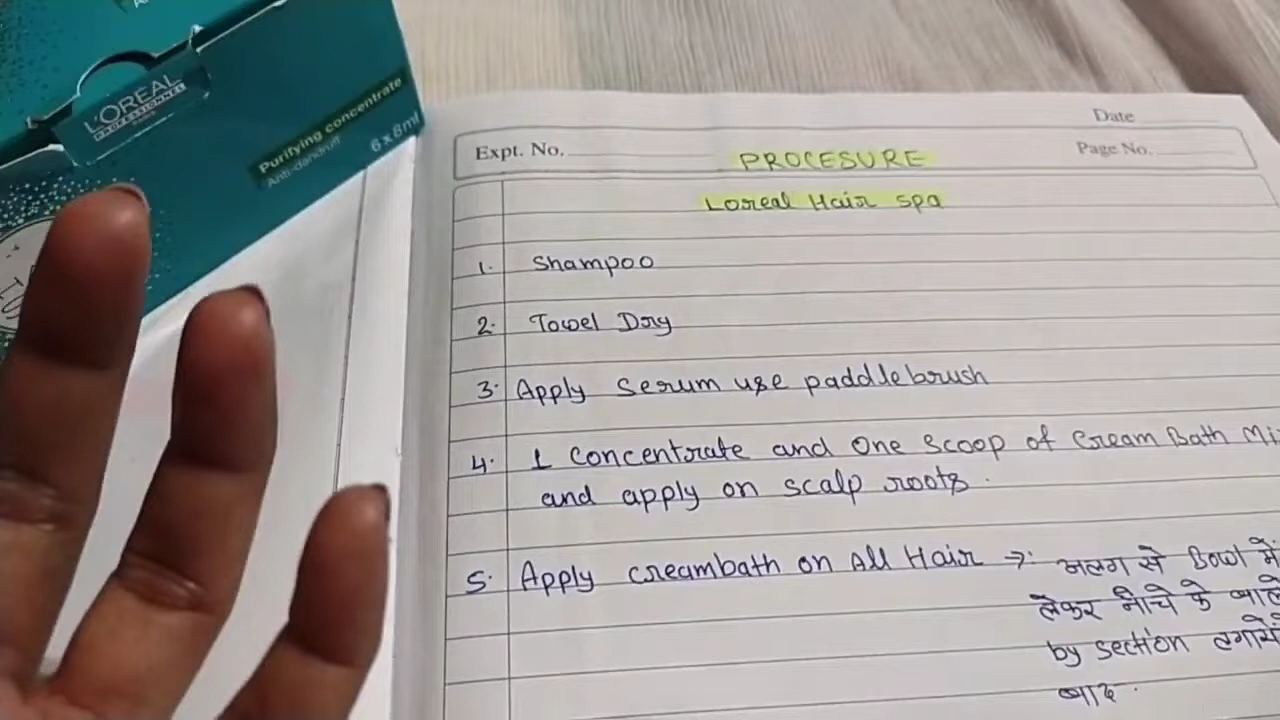 L'ORÉAL
PROFESSIONNEL
Paris
Purifying concentrate
Anti-dandruff
6 x 8ml
Date
Expt. No.
PROCESURE
Page No.
Loreal Hair spa
1. Shampoo
2. Towel Dry
3. Apply Serum use paddlebrush
4. 1 Concentrate and One Scoop of Cream Bath Mi
and apply on scalp roots.
5. Apply creambath on All Hair → अलग से Bowl में
लेकर नीचे के बालो
by section लगाये
बाद.